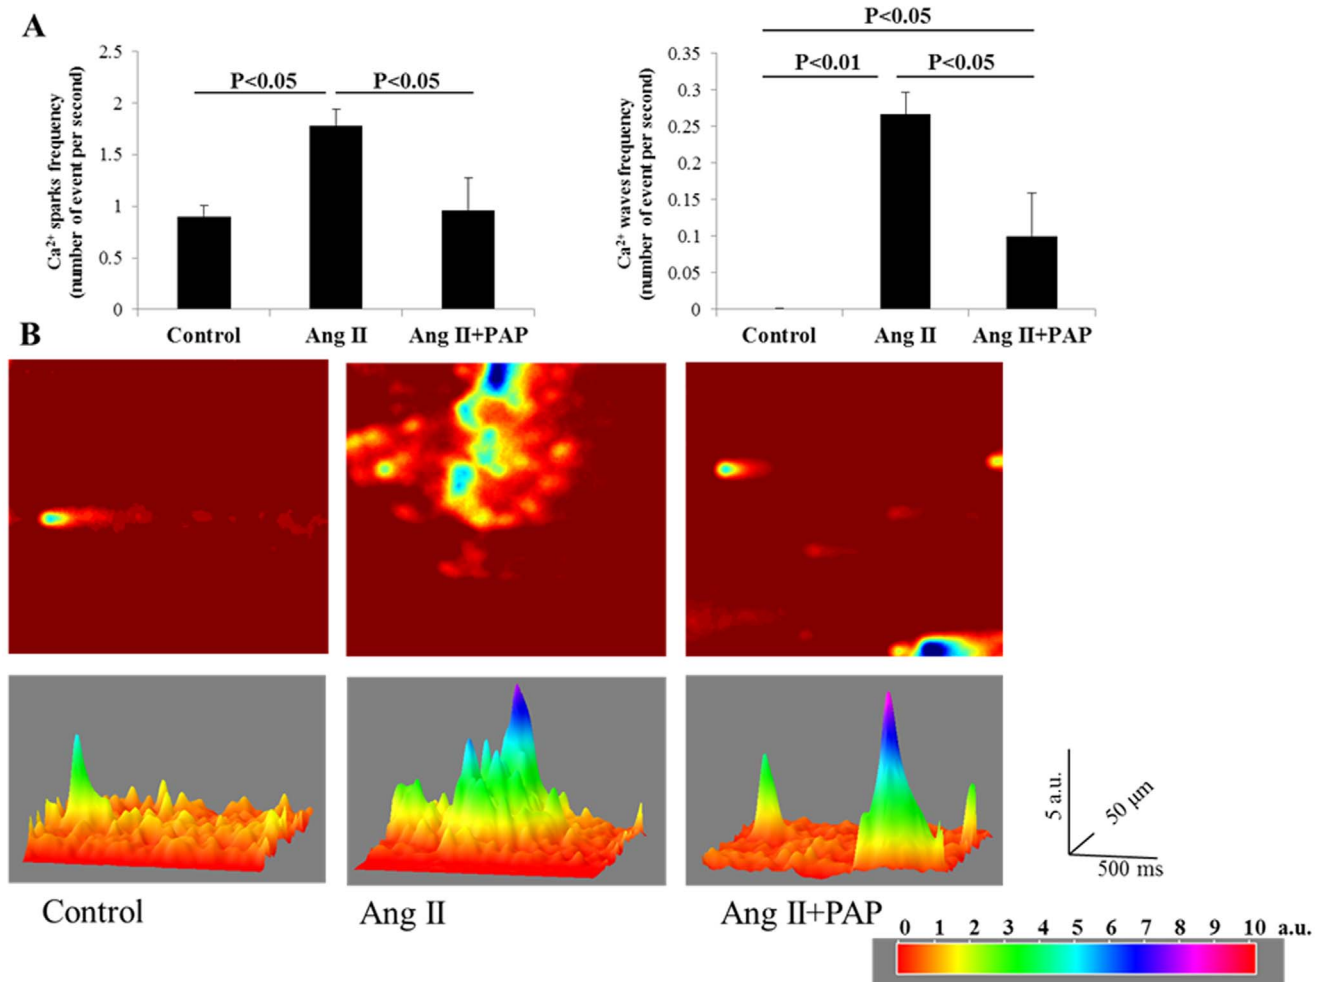 A
P<0.05
2.5
2
1.5
1
0.5
0
Ca²⁺ sparks frequency
(number of event per second)
P<0.05 P<0.05
Control Ang II Ang II+PAP
0.35
0.3
0.25
0.2
0.15
0.1
0.05
0
Ca²⁺ waves frequency
(number of event per second)
P<0.01 P<0.05
Control Ang II Ang II+PAP
B
5 a.u.
50 μm
500 ms
Control Ang II Ang II+PAP
0 1 2 3 4 5 6 7 8 9 10 a.u.